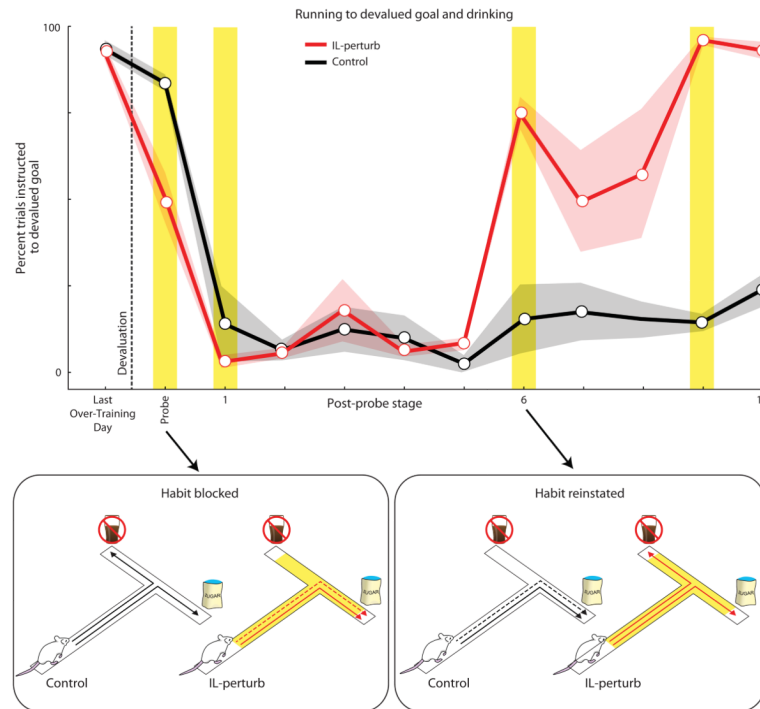 Running to devalued goal and drinking
100
IL-perturb
Control
Percent trials instructed
to devalued goal
Devaluation
0
Last
Over-Training
Day
Probe
1
Post-probe stage
6
1
Habit blocked
SUGAR
Control
IL-perturb
Habit reinstated
SUGAR
Control
IL-perturb